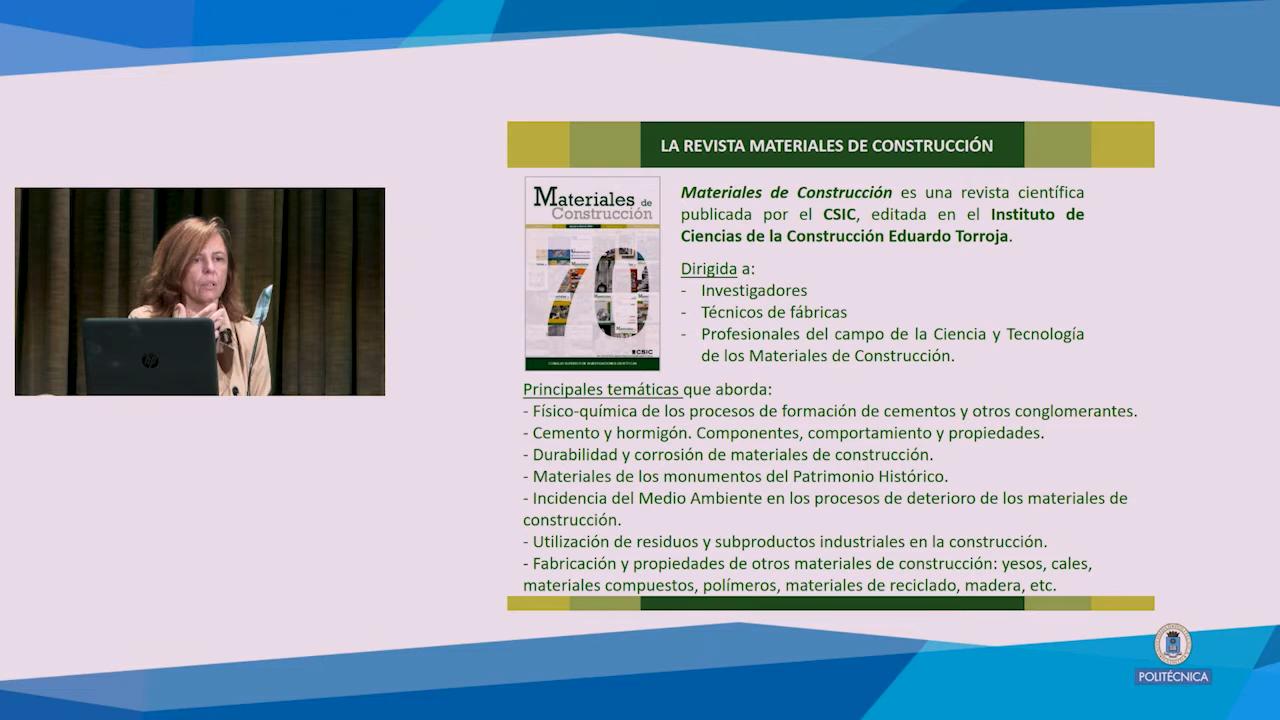 LA REVISTA MATERIALES DE CONSTRUCCIÓN
Materiales de
Construcción
70
CSIC
CONSEJO SUPERIOR DE INVESTIGACIONES CIENTÍFICAS
Materiales de Construcción es una revista científica
publicada por el CSIC, editada en el Instituto de
Ciencias de la Construcción Eduardo Torroja.
Dirigida a:
- Investigadores
- Técnicos de fábricas
- Profesionales del campo de la Ciencia y Tecnología
de los Materiales de Construcción.
Principales temáticas que aborda:
- Físico-química de los procesos de formación de cementos y otros conglomerantes.
- Cemento y hormigón. Componentes, comportamiento y propiedades.
- Durabilidad y corrosión de materiales de construcción.
- Materiales de los monumentos del Patrimonio Histórico.
- Incidencia del Medio Ambiente en los procesos de deterioro de los materiales de
construcción.
- Utilización de residuos y subproductos industriales en la construcción.
- Fabricación y propiedades de otros materiales de construcción: yesos, cales,
materiales compuestos, polímeros, materiales de reciclado, madera, etc.
hp
POLITÉCNICA